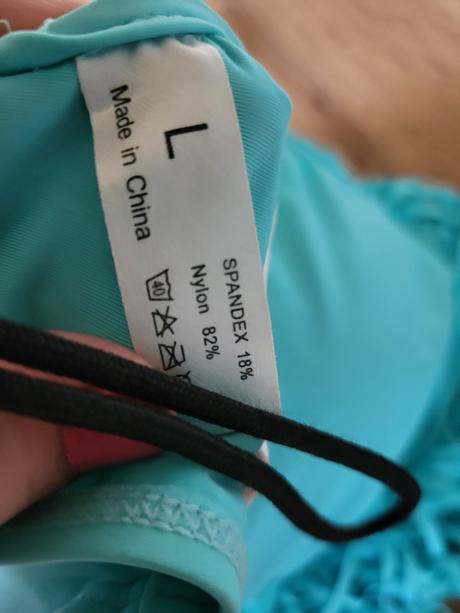 L
Made in China
SPANDEX 18%
Nylon 82%
40